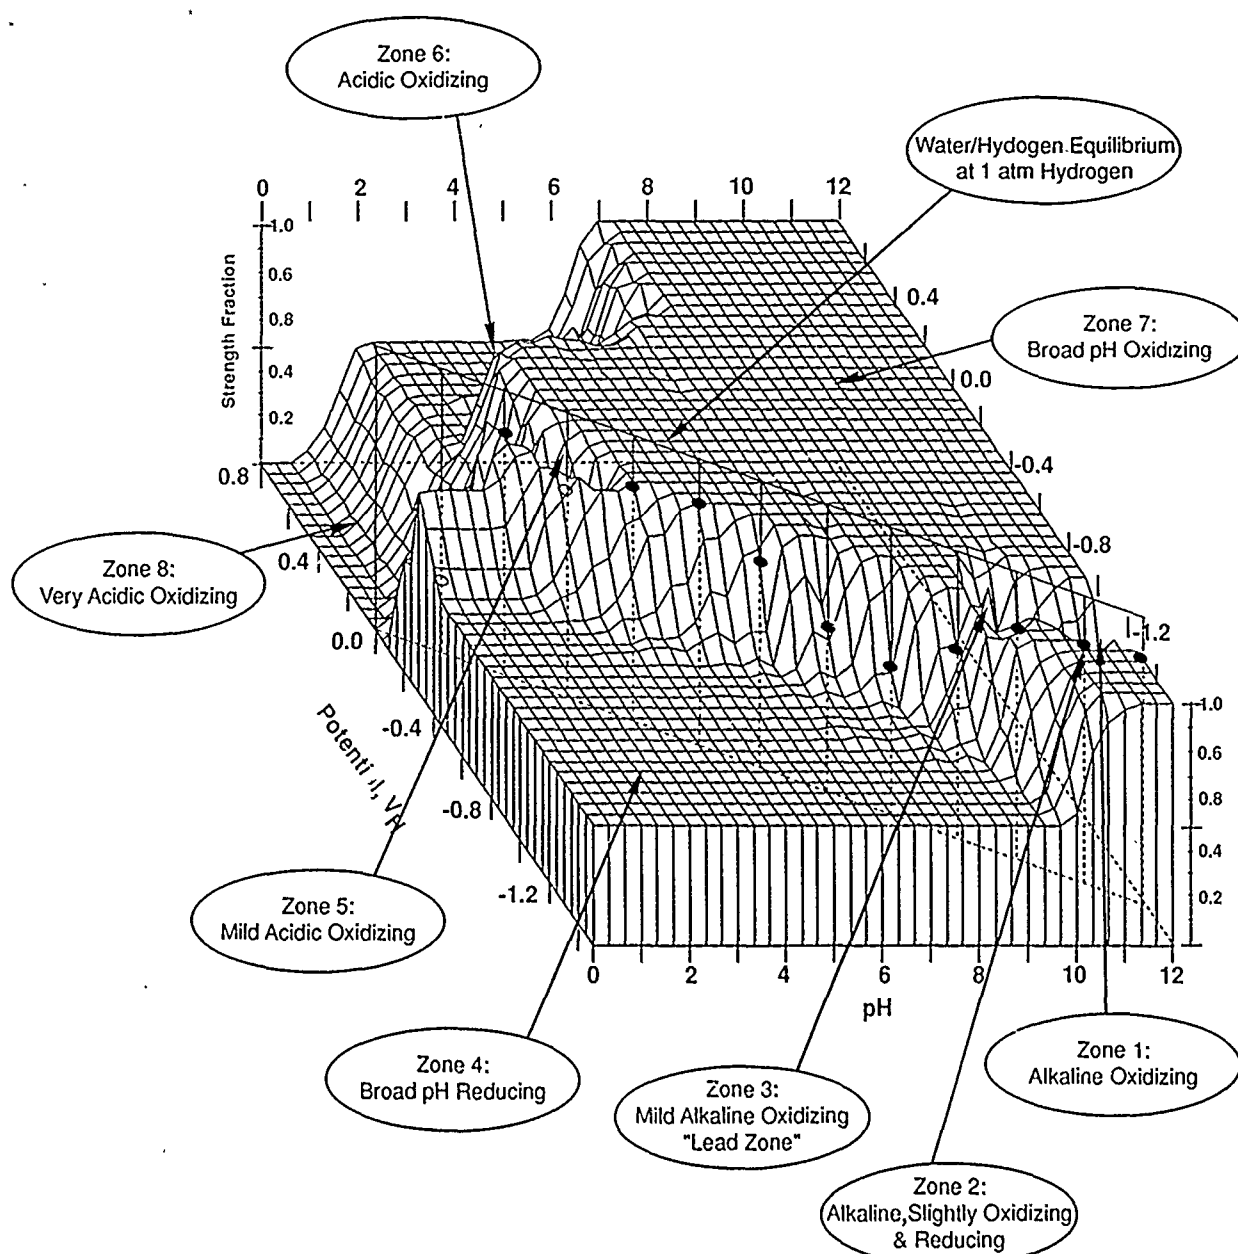 Zone 6:
Acidic Oxidizing
Water/Hydogen Equilibrium
at 1 atm Hydrogen
0 2 4 6 8 10 12
Strength Fraction
1.0
0.6
0.8
0.4
0.2
0.8
0.4
0.0
-0.4
-0.8
-1.2
0.4
0.0
-0.4
-0.8
-1.2
Zone 7:
Broad pH Oxidizing
Zone 8:
Very Acidic Oxidizing
1.0
0.6
0.8
0.4
0.2
Zone 5:
Mild Acidic Oxidizing
0 2 4 6 8 10 12
pH
Zone 4:
Broad pH Reducing
Zone 3:
Mild Alkaline Oxidizing
"Lead Zone"
Zone 1:
Alkaline Oxidizing
Zone 2:
Alkaline,Slightly Oxidizing
& Reducing